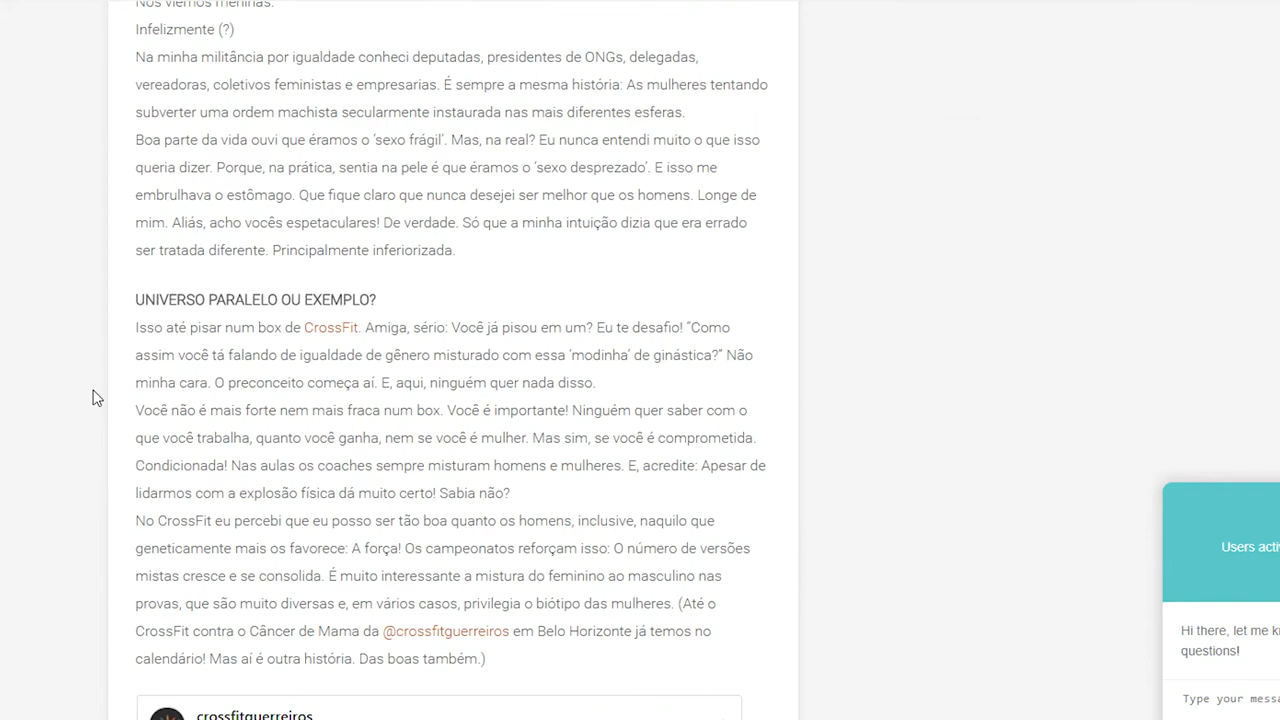 Nós viemos meninas.
Infelizmente (?)
Na minha militância por igualdade conheci deputadas, presidentes de ONGs, delegadas,
vereadoras, coletivos feministas e empresarias. É sempre a mesma história: As mulheres tentando
subverter uma ordem machista secularmente instaurada nas mais diferentes esferas.
Boa parte da vida ouvi que éramos o ‘sexo frágil’. Mas, na real? Eu nunca entendi muito o que isso
queria dizer. Porque, na prática, sentia na pele é que éramos o ‘sexo desprezado’. E isso me
embrulhava o estômago. Que fique claro que nunca desejei ser melhor que os homens. Longe de
mim. Aliás, acho vocês espetaculares! De verdade. Só que a minha intuição dizia que era errado
ser tratada diferente. Principalmente inferiorizada.
UNIVERSO PARALELO OU EXEMPLO?
Isso até pisar num box de CrossFit. Amiga, sério: Você já pisou em um? Eu te desafio! “Como
assim você tá falando de igualdade de gênero misturado com essa ‘modinha’ de ginástica?” Não
minha cara. O preconceito começa aí. E, aqui, ninguém quer nada disso.
Você não é mais forte nem mais fraca num box. Você é importante! Ninguém quer saber com o
que você trabalha, quanto você ganha, nem se você é mulher. Mas sim, se você é comprometida.
Condicionada! Nas aulas os coaches sempre misturam homens e mulheres. E, acredite: Apesar de
lidarmos com a explosão física dá muito certo! Sabia não?
No CrossFit eu percebi que eu posso ser tão boa quanto os homens, inclusive, naquilo que
geneticamente mais os favorece: A força! Os campeonatos reforçam isso: O número de versões
mistas cresce e se consolida. É muito interessante a mistura do feminino ao masculino nas
provas, que são muito diversas e, em vários casos, privilegia o biótipo das mulheres. (Até o
CrossFit contra o Câncer de Mama da @crossfitguerreiros em Belo Horizonte já temos no
calendário! Mas aí é outra história. Das boas também.)
crossfitguerreiros
Users activ
Hi there, let me kn
questions!
Type your messa